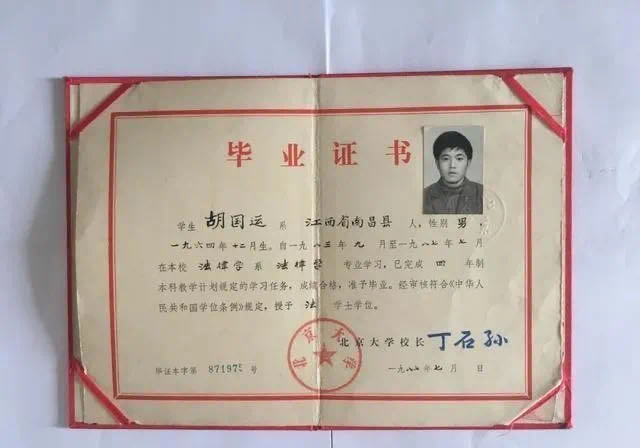 毕业证书
学生 胡国运 系 江西省南昌县 人，性别 男，
一九六四年 十二月生。自一九八三年 九 月至一九八七年 七 月
在本校 法律学 系 法律学 专业学习，已完成 四 年制
本科教学计划规定的学习任务，成绩合格，准予毕业。经审核符合《中华人
民共和国学位条例》规定，授予 法 学士学位。
北京大学
北京大学校长 丁石孙
毕证本字第 87197 号
一九八七年 七 月 日